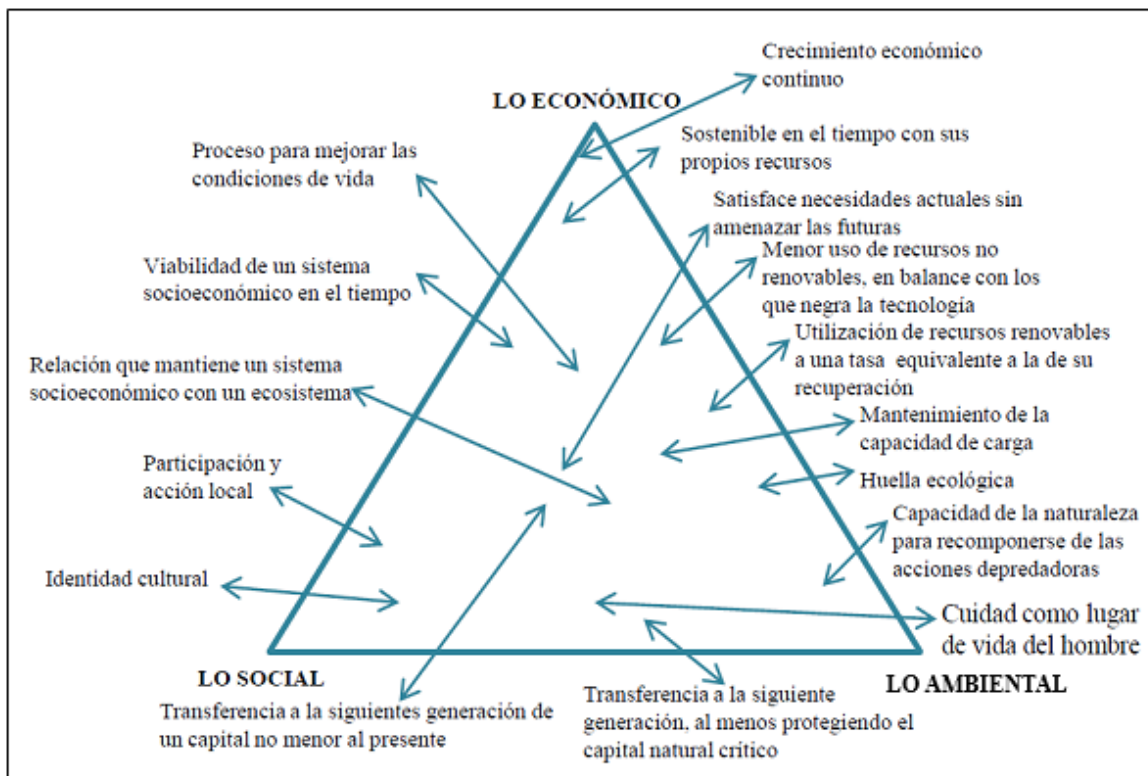 Crecimiento económico
continuo
LO ECONÓMICO
Sostenible en el tiempo con sus
propios recursos
Proceso para mejorar las
condiciones de vida
Satisface necesidades actuales sin
amenazar las futuras
Menor uso de recursos no
renovables, en balance con los
que negra la tecnología
Viabilidad de un sistema
socioeconómico en el tiempo
Utilización de recursos renovables
a una tasa equivalente a la de su
recuperación
Relación que mantiene un sistema
socioeconómico con un ecosistema
Mantenimiento de la
capacidad de carga
Participación y
acción local
Huella ecológica
Capacidad de la naturaleza
para recomponerse de las
acciones depredadoras
Identidad cultural
Cuidad como lugar
de vida del hombre
LO SOCIAL
LO AMBIENTAL
Transferencia a la siguientes generación de
un capital no menor al presente
Transferencia a la siguiente
generación, al menos protegiendo el
capital natural crítico